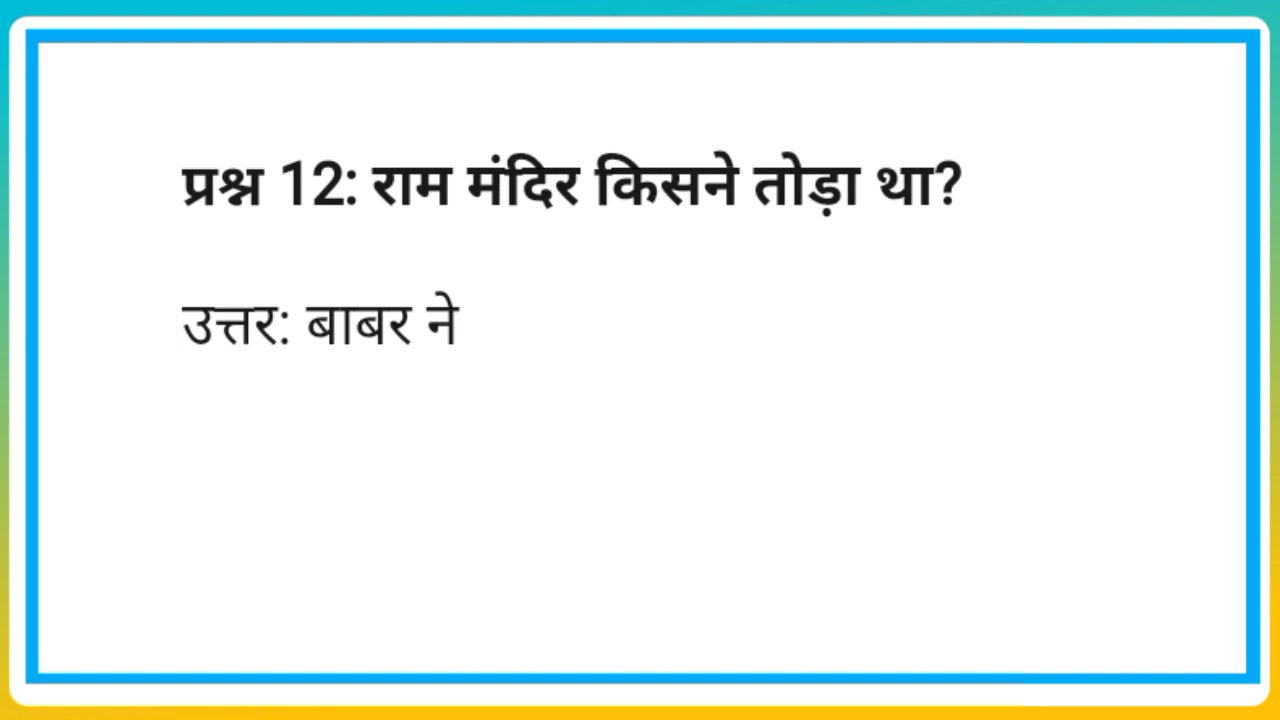 प्रश्न 12: राम मंदिर किसने तोड़ा था?
उत्तर: बाबर ने